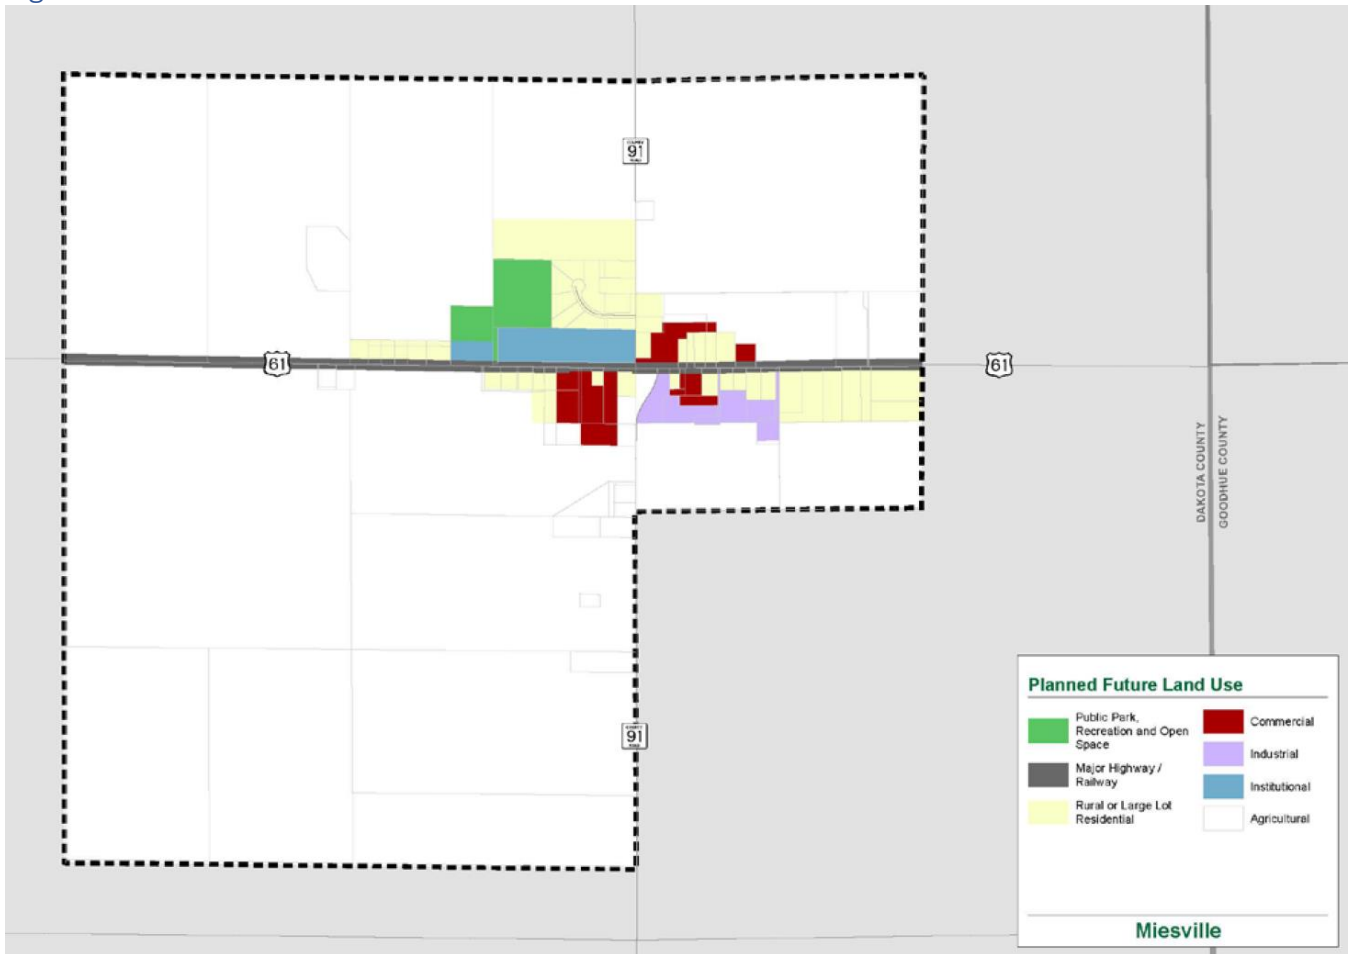 COUNTY
91
61
61
DAKOTA COUNTY
GOODHUE COUNTY
91
Planned Future Land Use
Public Park,
Recreation and Open
Space
Major Highway /
Railway
Rural or Large Lot
Residential
Commercial
Industrial
Institutional
Agricultural
Miesville